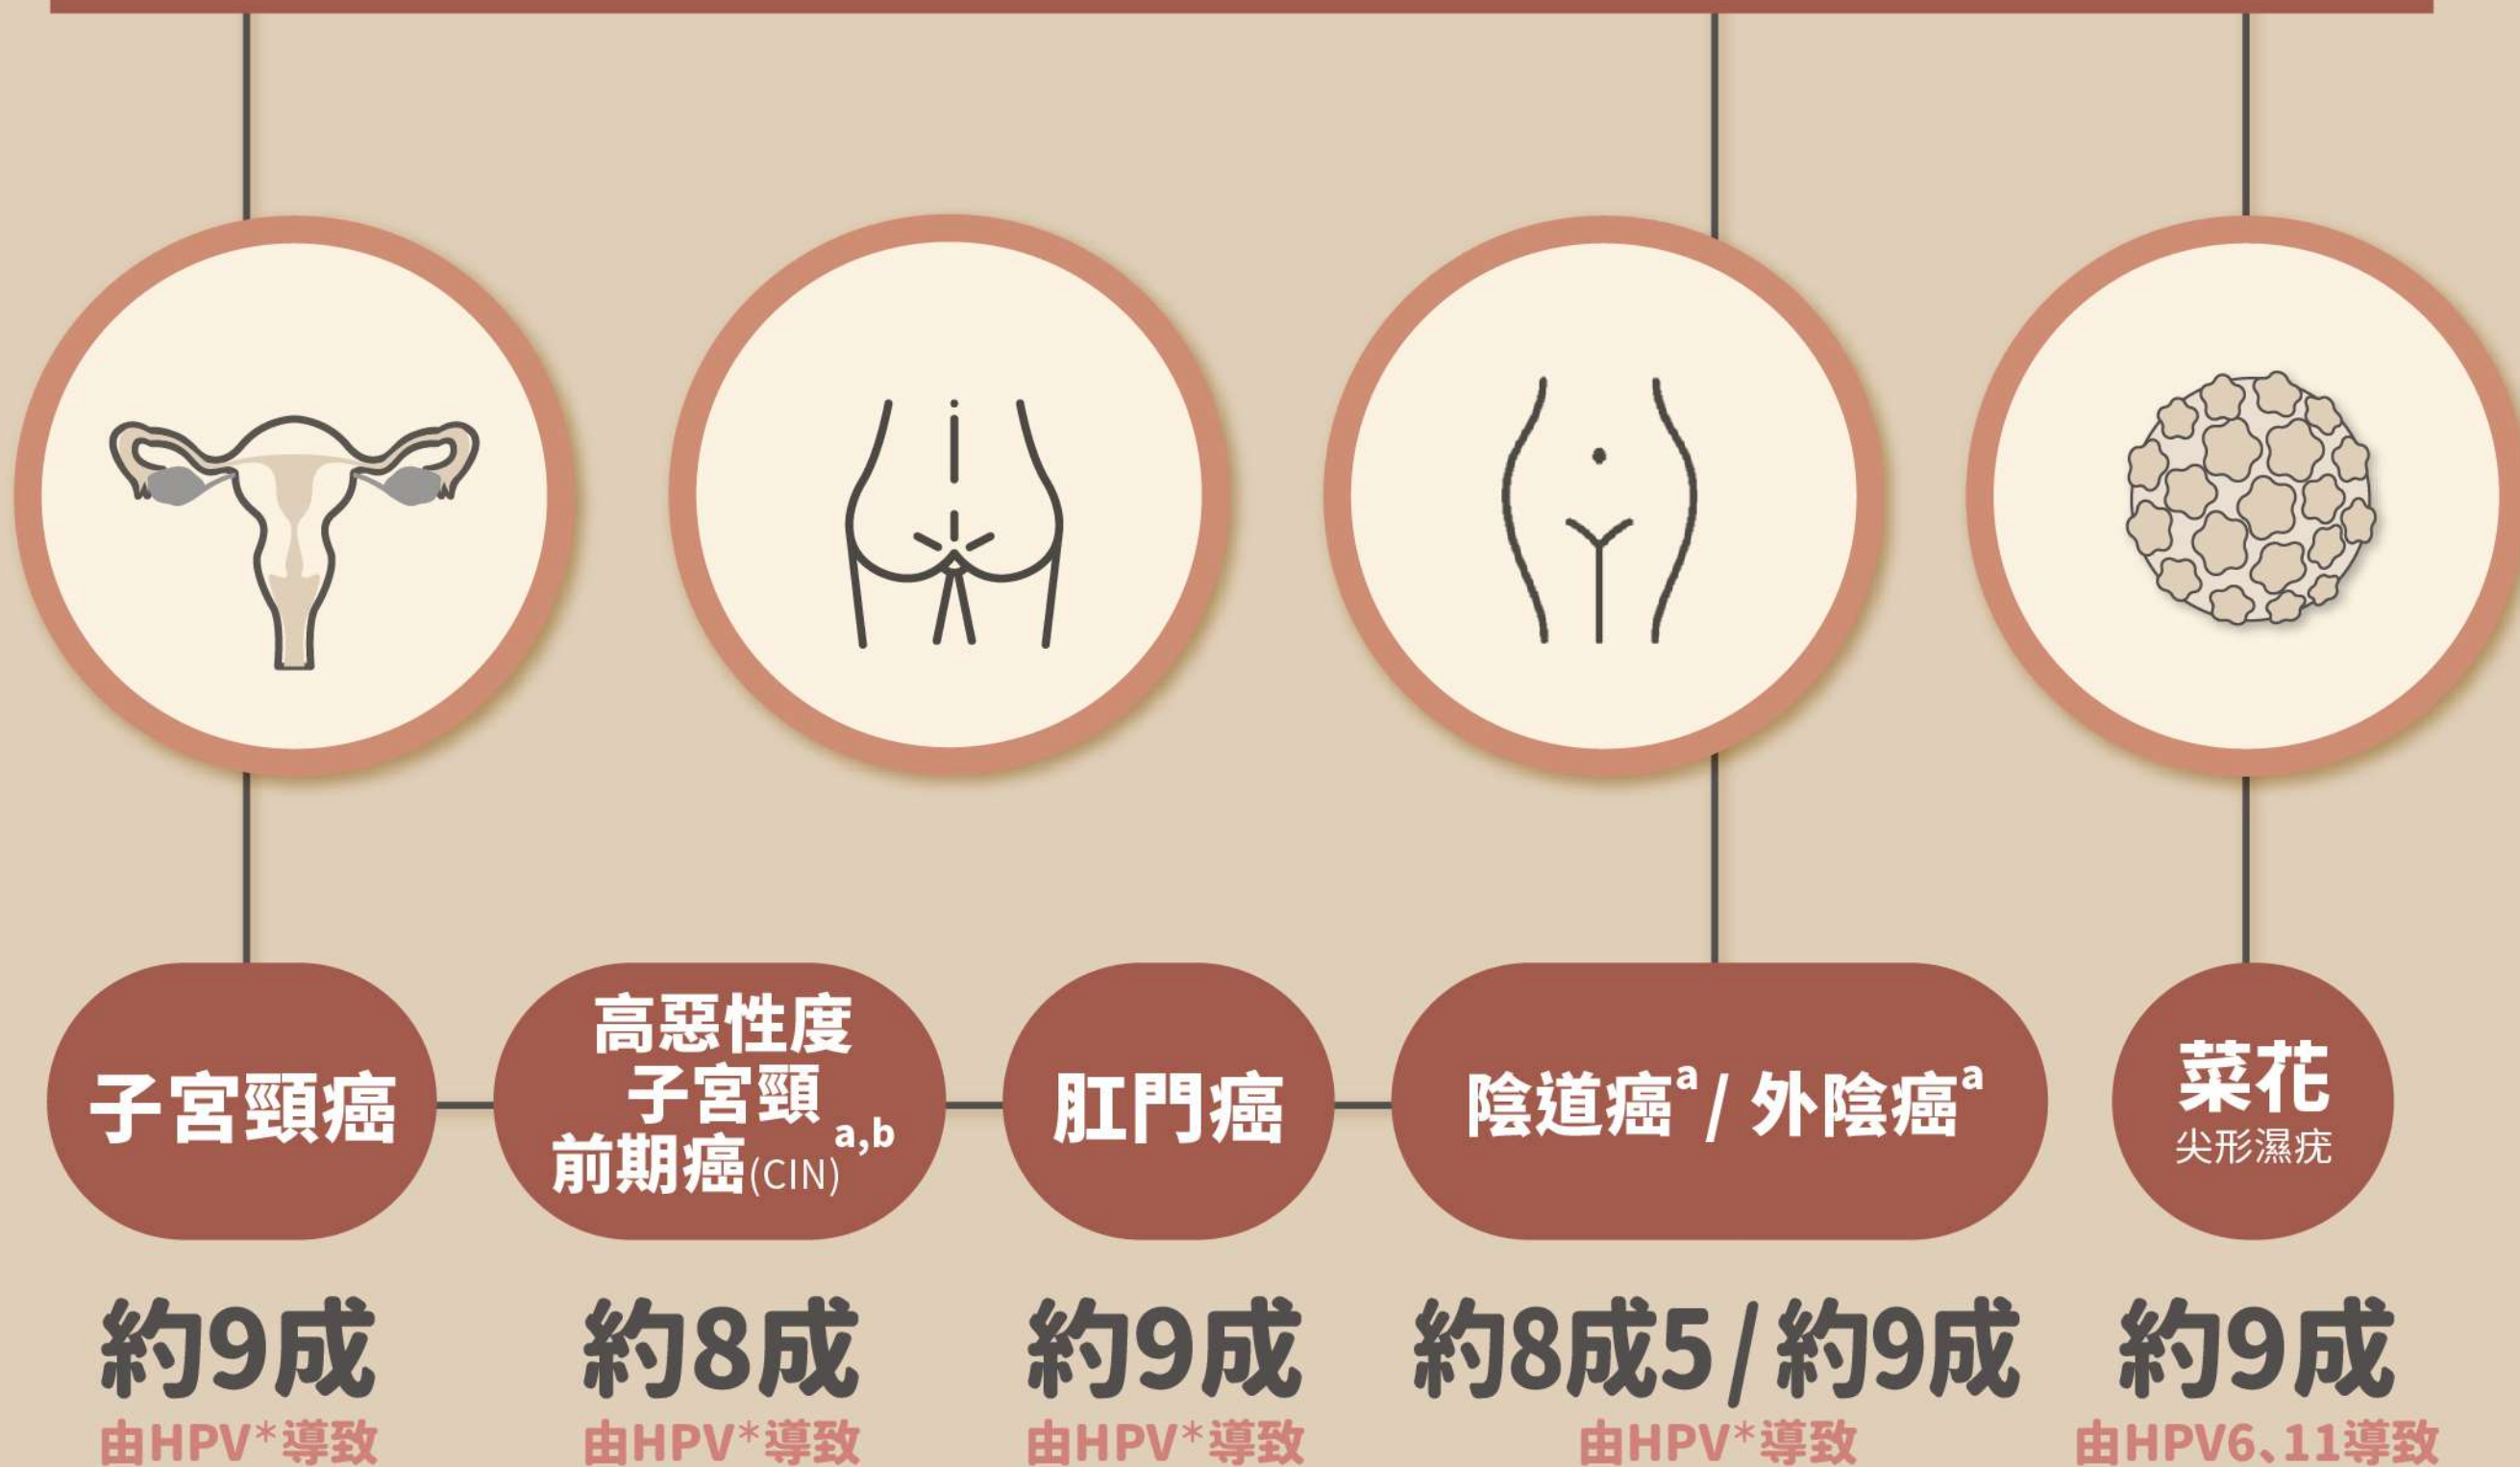 子宮頸癌
高惡性度
子宮頸
前期癌(CIN) a,b
肛門癌
陰道癌a / 外陰癌a
菜花
尖形濕疣
約9成
約8成
約9成
約8成5/約9成
約9成
由HPV*導致
由HPV*導致
由HPV*導致
由HPV*導致
由HPV6、11導致